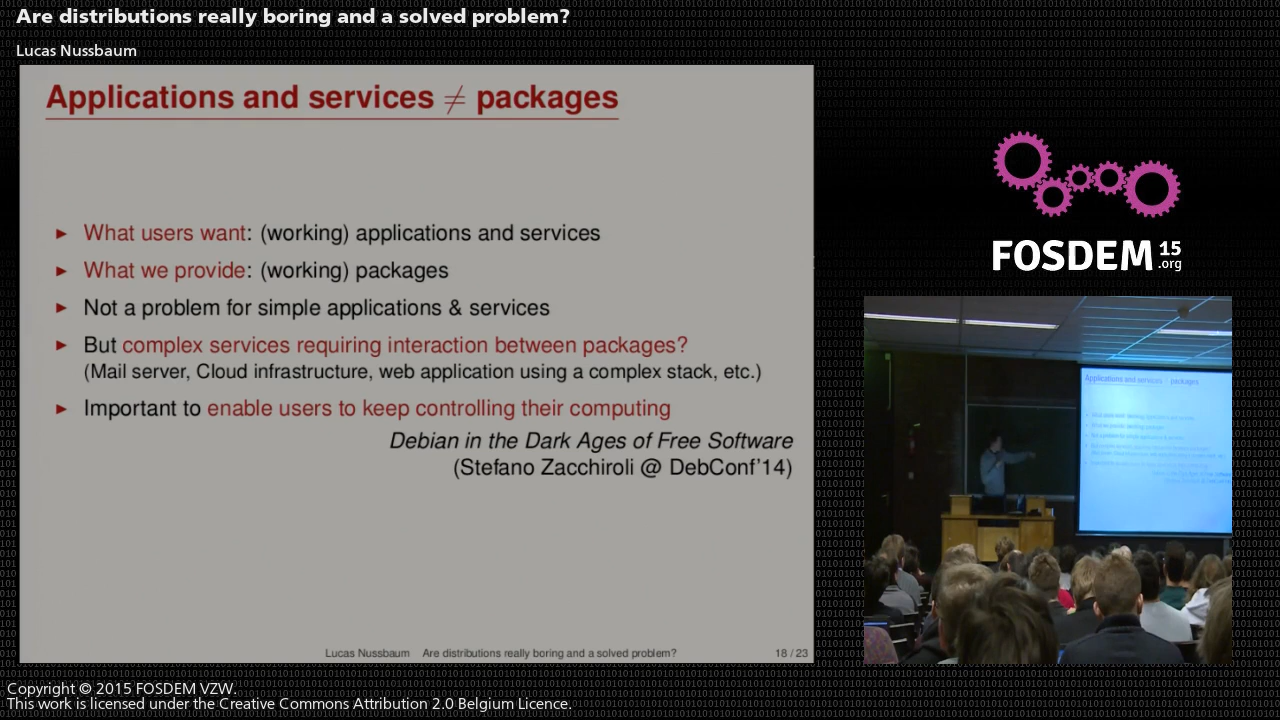 Are distributions really boring and a solved problem?
Lucas Nussbaum
Applications and services ≠ packages
► What users want: (working) applications and services
► What we provide: (working) packages
► Not a problem for simple applications & services
► But complex services requiring interaction between packages?
(Mail server, Cloud infrastructure, web application using a complex stack, etc.)
► Important to enable users to keep controlling their computing
Debian in the Dark Ages of Free Software
(Stefano Zacchiroli @ DebConf'14)
Lucas Nussbaum Are distributions really boring and a solved problem? 18 / 23
FOSDEM 15
.org
Applications and services ≠ packages
Copyright © 2015 FOSDEM VZW.
This work is licensed under the Creative Commons Attribution 2.0 Belgium Licence.